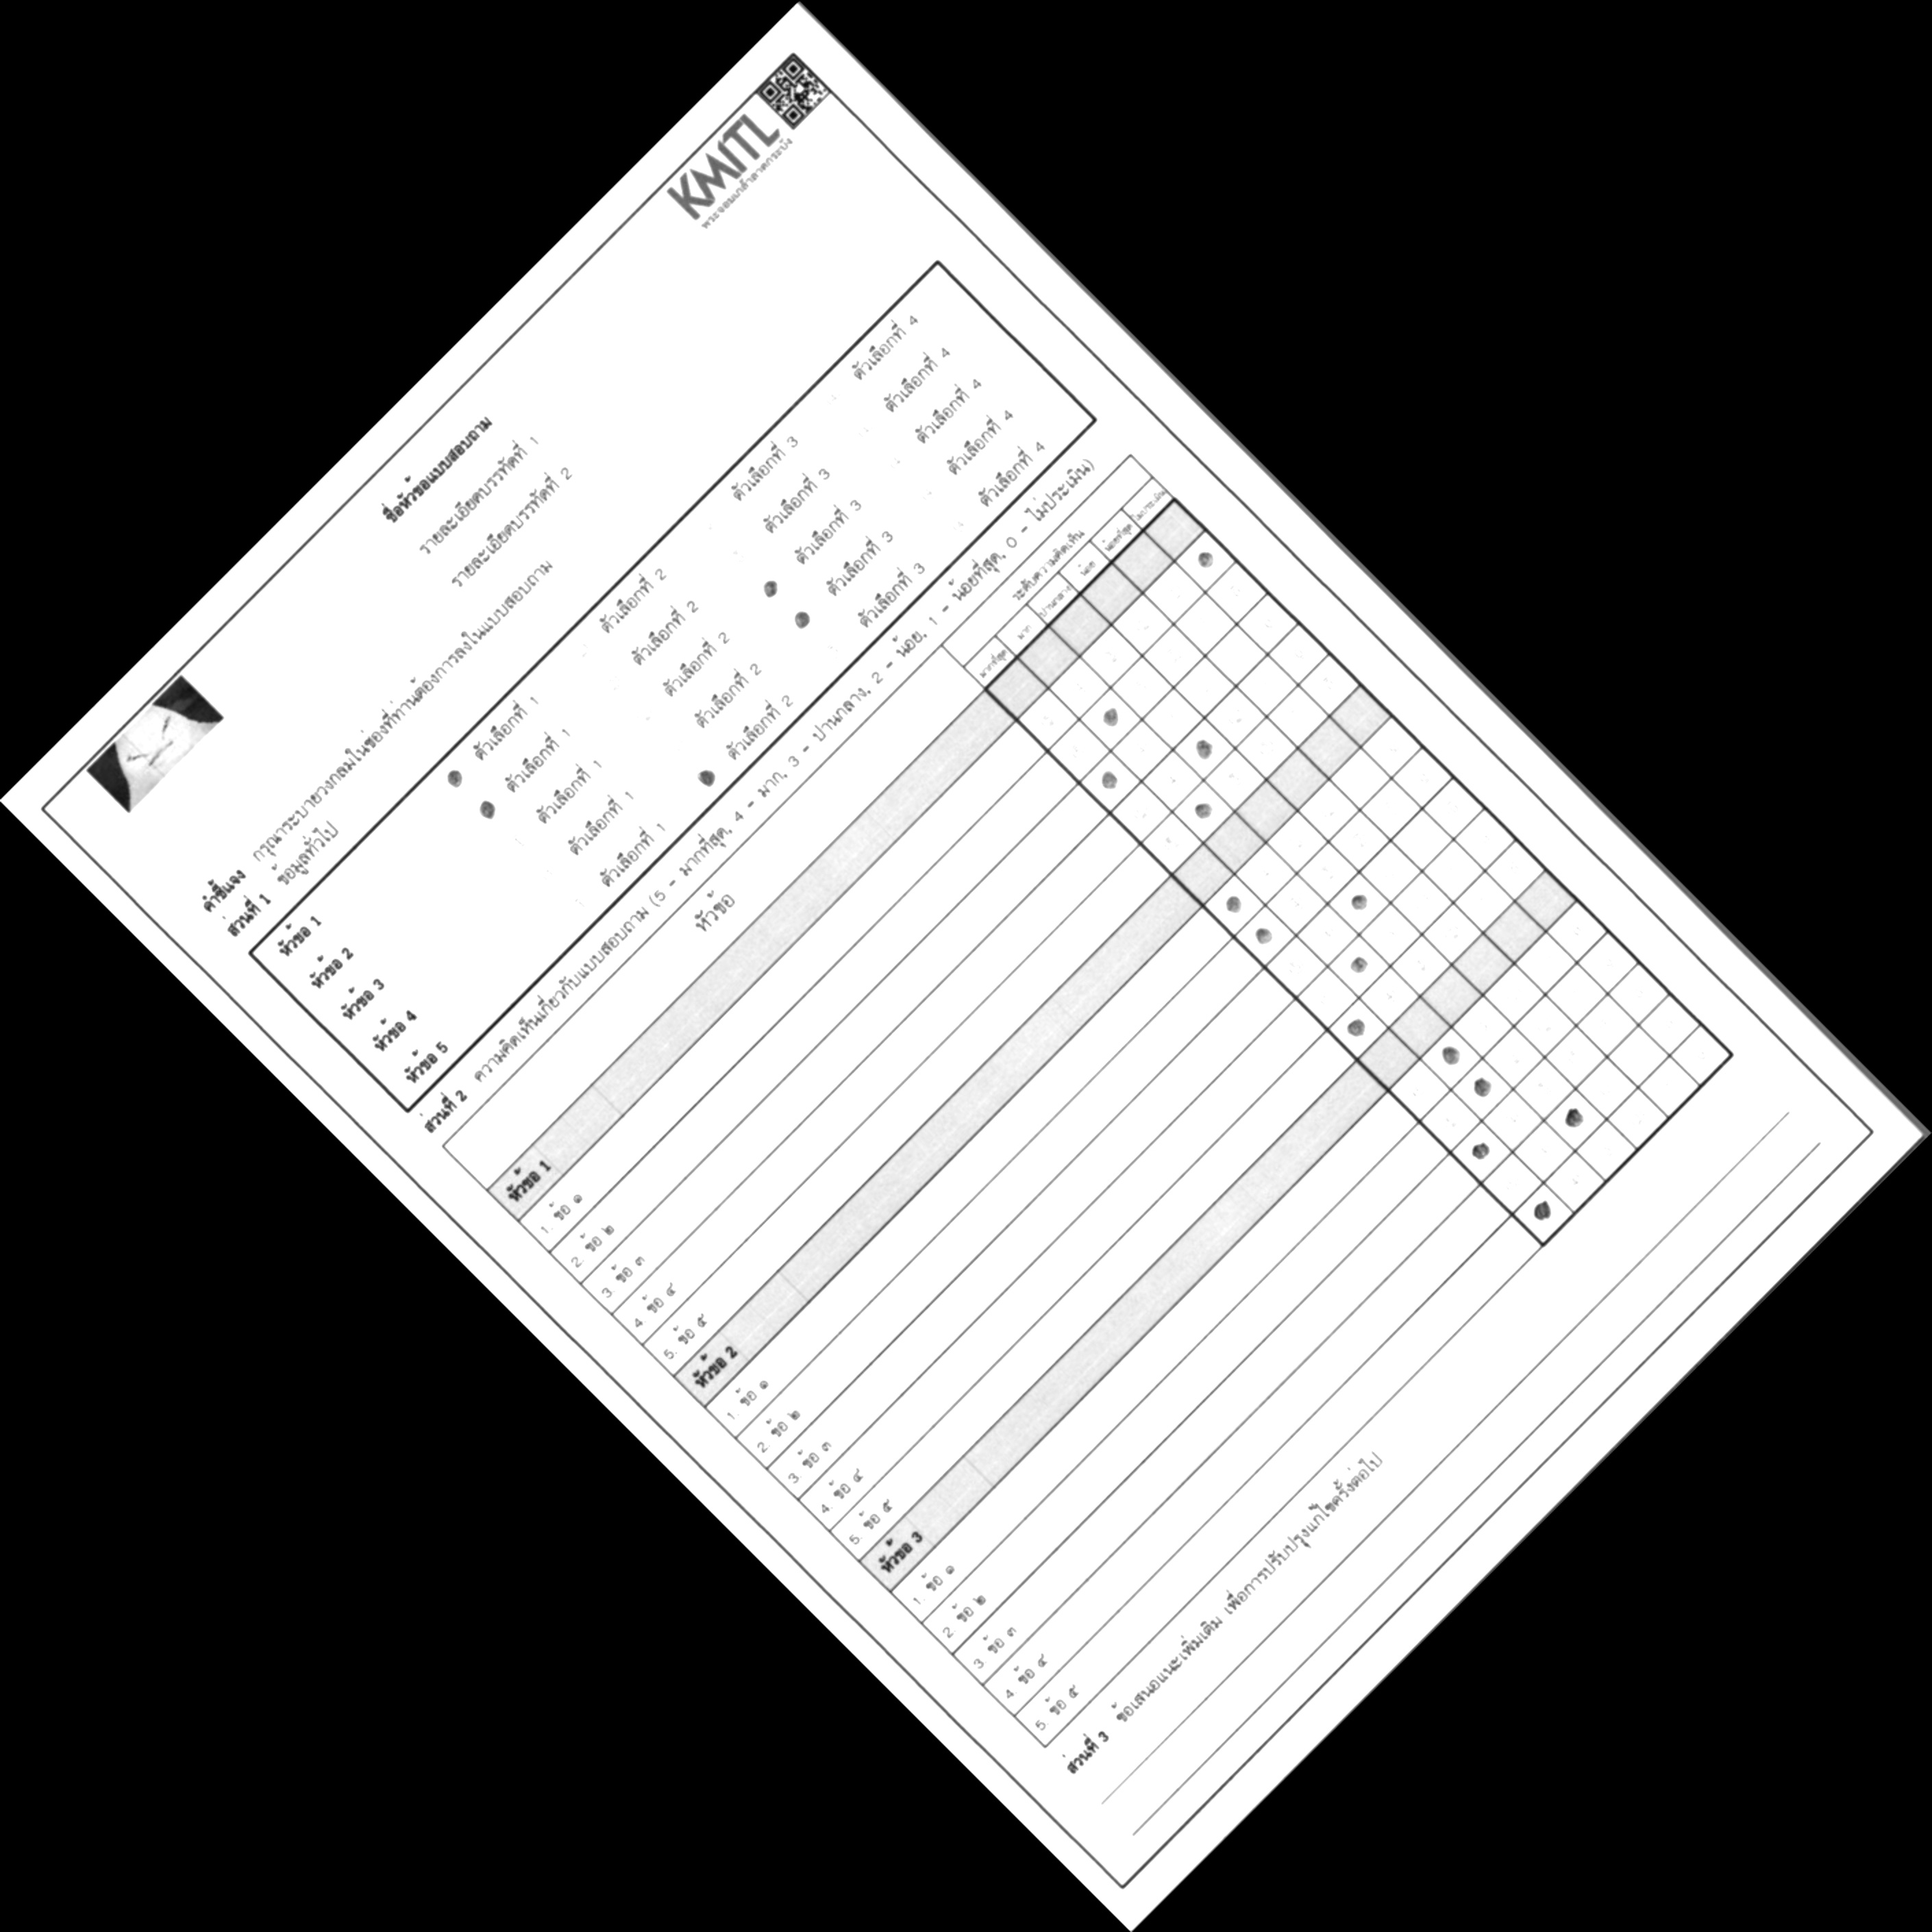 KMITL
พระจอมเกล้าลาดกระบัง
ชื่อหัวข้อแบบสอบถาม
รายละเอียดบรรทัดที่ 1
รายละเอียดบรรทัดที่ 2
คำชี้แจง กรุณาระบายวงกลมในช่องที่ท่านต้องการลงในแบบสอบถาม
ส่วนที่ 1 ข้อมูลทั่วไป
หัวข้อ 1 ตัวเลือกที่ 1 ตัวเลือกที่ 2 ตัวเลือกที่ 3 ตัวเลือกที่ 4
หัวข้อ 2 ตัวเลือกที่ 1 ตัวเลือกที่ 2 ตัวเลือกที่ 3 ตัวเลือกที่ 4
หัวข้อ 3 ตัวเลือกที่ 1 ตัวเลือกที่ 2 ตัวเลือกที่ 3 ตัวเลือกที่ 4
หัวข้อ 4 ตัวเลือกที่ 1 ตัวเลือกที่ 2 ตัวเลือกที่ 3 ตัวเลือกที่ 4
หัวข้อ 5 ตัวเลือกที่ 1 ตัวเลือกที่ 2 ตัวเลือกที่ 3 ตัวเลือกที่ 4
ส่วนที่ 2 ความคิดเห็นเกี่ยวกับแบบสอบถาม (5 - มากที่สุด, 4 - มาก, 3 - ปานกลาง, 2 - น้อย, 1 - น้อยที่สุด, 0 - ไม่ประเมิน)
หัวข้อ ระดับความคิดเห็น
มากที่สุด มาก ปานกลาง น้อย น้อยที่สุด ไม่ประเมิน
หัวข้อ 1
1. ข้อ ๑
2. ข้อ ๒
3. ข้อ ๓
4. ข้อ ๔
5. ข้อ ๕
หัวข้อ 2
1. ข้อ ๑
2. ข้อ ๒
3. ข้อ ๓
4. ข้อ ๔
5. ข้อ ๕
หัวข้อ 3
1. ข้อ ๑
2. ข้อ ๒
3. ข้อ ๓
4. ข้อ ๔
5. ข้อ ๕
ส่วนที่ 3 ข้อเสนอแนะเพิ่มเติม เพื่อการปรับปรุงแก้ไขครั้งต่อไป